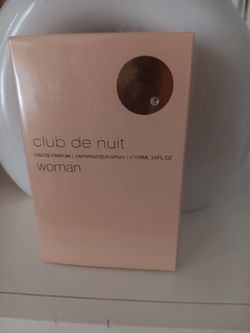 club de nuit
EAU DE PARFUM | VAPORISATEUR SPRAY | e 105ML 3.6FL.OZ
woman